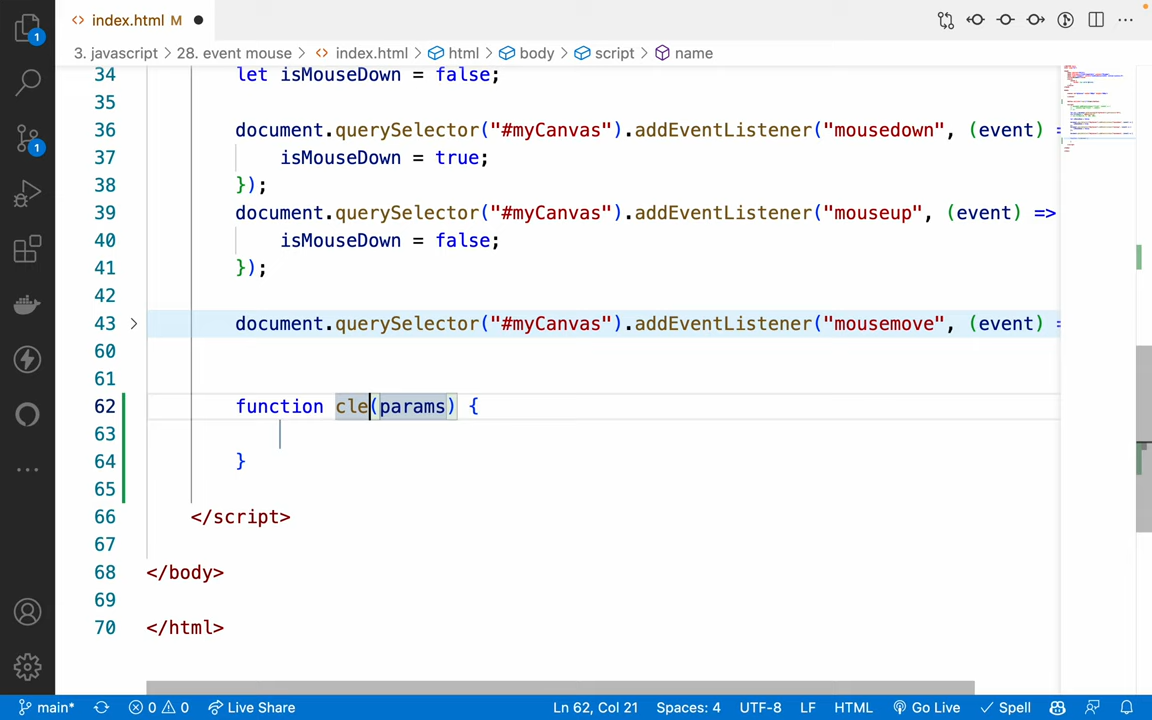 index.html M
3. javascript > 28. event mouse > index.html > html > body > script > name
34 let isMouseDown = false;
35
36 document.querySelector("#myCanvas").addEventListener("mousedown", (event) =
37 isMouseDown = true;
38 });
39 document.querySelector("#myCanvas").addEventListener("mouseup", (event) =>
40 isMouseDown = false;
41 });
42
43 document.querySelector("#myCanvas").addEventListener("mousemove", (event) =
60
61
62 function cle(params) {
63
64 }
65
66 </script>
67
68 </body>
69
70 </html>
1
1
main* 0 0 Live Share Ln 62, Col 21 Spaces: 4 UTF-8 LF HTML Go Live Spell